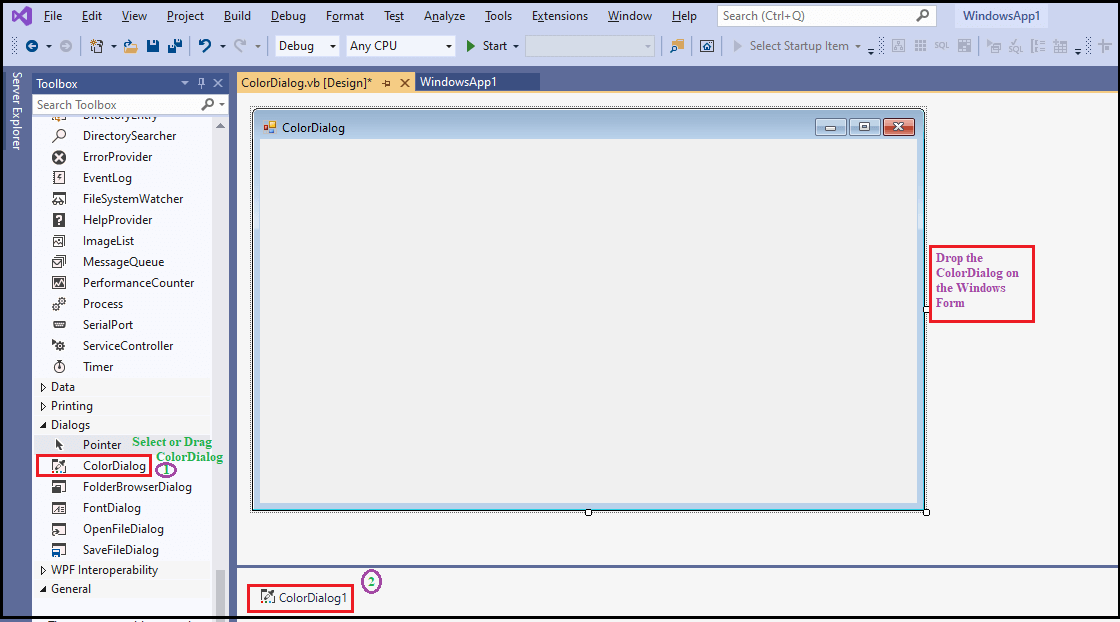 File Edit View Project Build Debug Format Test Analyze Tools Extensions Window Help Search (Ctrl+Q) WindowsApp1
Debug Any CPU Start Select Startup Item SQL SQL
Server Explorer
Toolbox
ColorDialog.vb [Design]* WindowsApp1
Search Toolbox
DirectoryEntry
DirectorySearcher
ErrorProvider
EventLog
FileSystemWatcher
HelpProvider
ImageList
MessageQueue
PerformanceCounter
Process
SerialPort
ServiceController
Timer
Data
Printing
Dialogs
Pointer
ColorDialog
FolderBrowserDialog
FontDialog
OpenFileDialog
SaveFileDialog
WPF Interoperability
General
Select or Drag
ColorDialog
1
ColorDialog
Drop the
ColorDialog on
the Windows
Form
2
ColorDialog1